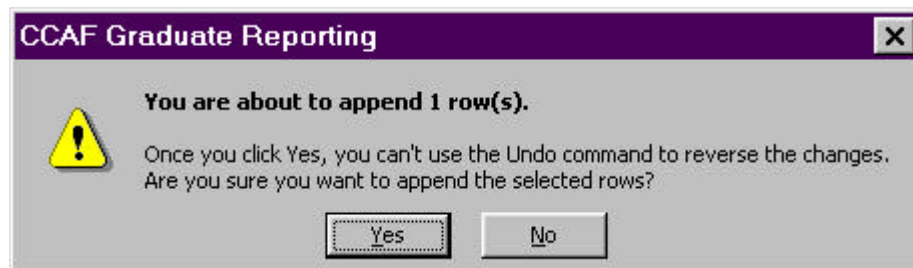 CCAF Graduate Reporting
You are about to append 1 row(s).
Once you click Yes, you can't use the Undo command to reverse the changes.
Are you sure you want to append the selected rows?
Yes No